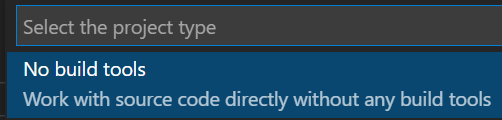 Select the project type
No build tools
Work with source code directly without any build tools